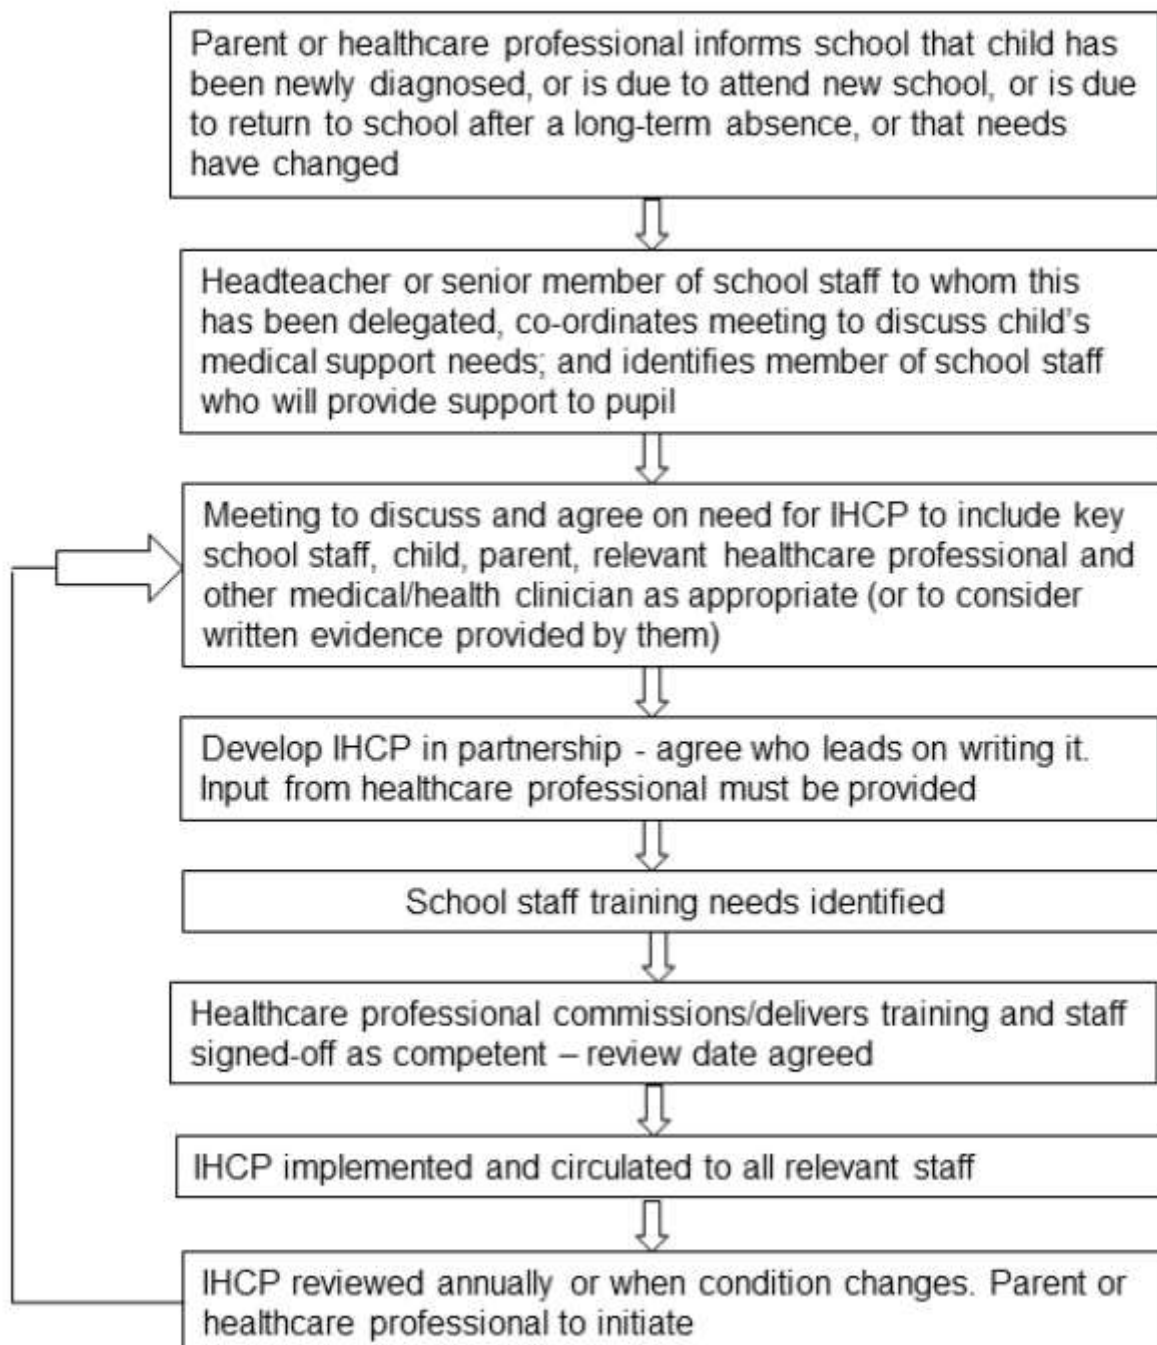 Parent or healthcare professional informs school that child has
been newly diagnosed, or is due to attend new school, or is due
to return to school after a long-term absence, or that needs
have changed
Headteacher or senior member of school staff to whom this
has been delegated, co-ordinates meeting to discuss child's
medical support needs; and identifies member of school staff
who will provide support to pupil
Meeting to discuss and agree on need for IHCP to include key
school staff, child, parent, relevant healthcare professional and
other medical/health clinician as appropriate (or to consider
written evidence provided by them)
Develop IHCP in partnership - agree who leads on writing it.
Input from healthcare professional must be provided
School staff training needs identified
Healthcare professional commissions/delivers training and staff
signed-off as competent – review date agreed
IHCP implemented and circulated to all relevant staff
IHCP reviewed annually or when condition changes. Parent or
healthcare professional to initiate